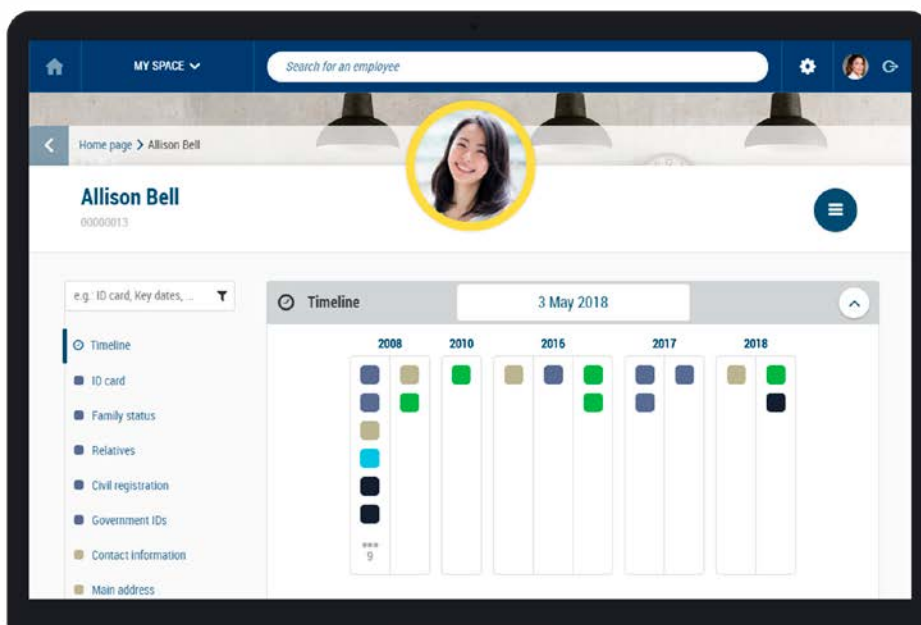 MY SPACE
Search for an employee
Home page > Allison Bell
Allison Bell
00000013
e.g.: ID card, Key dates, ...
Timeline
3 May 2018
Timeline
ID card
Family status
Relatives
Civil registration
Government IDs
Contact information
Main address
2008 2010 2016 2017 2018
9